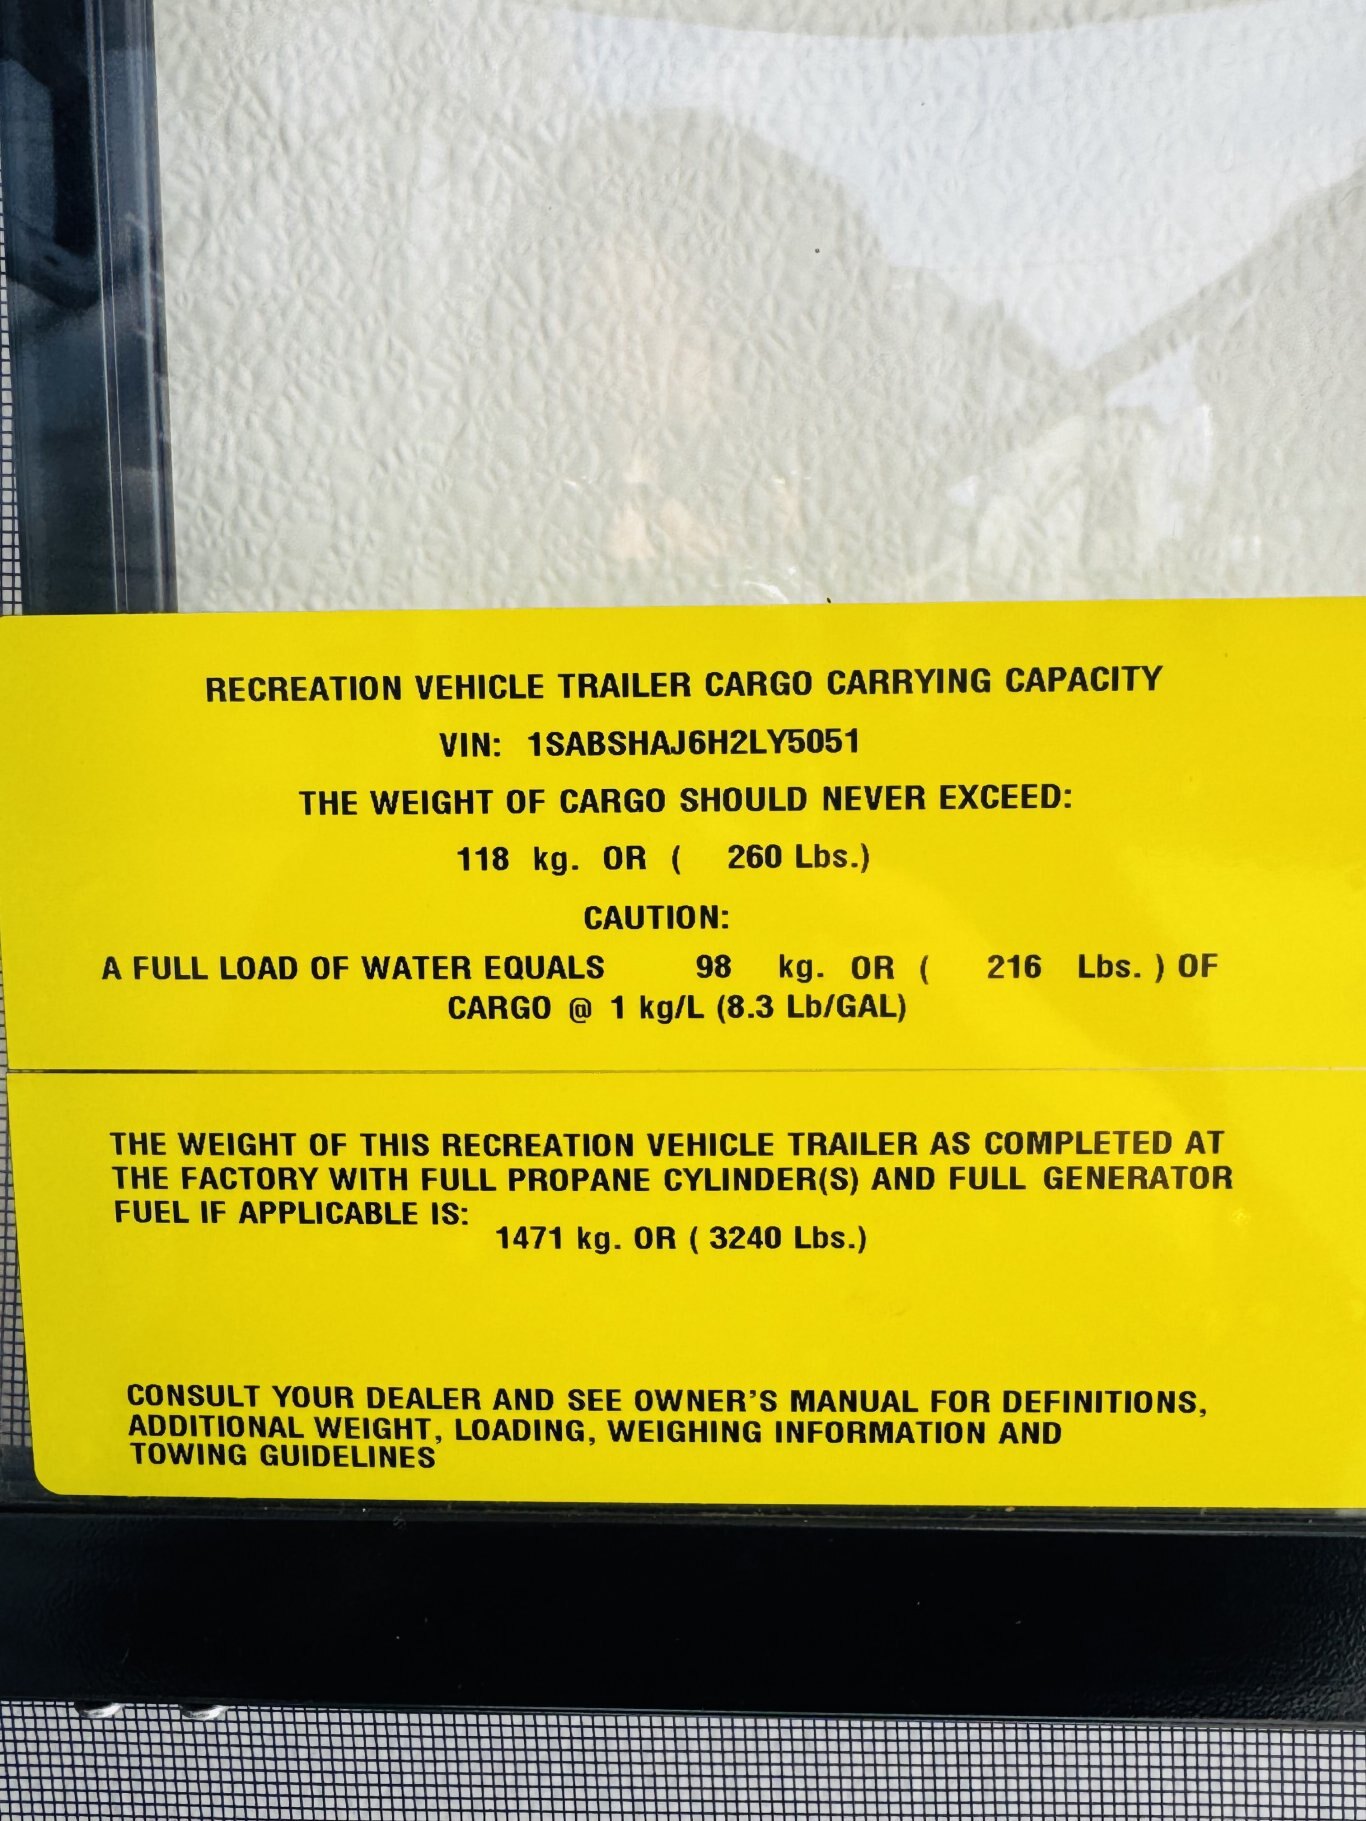 RECREATION VEHICLE TRAILER CARGO CARRYING CAPACITY
VIN: 1SABSHAJ6H2LY5051
THE WEIGHT OF CARGO SHOULD NEVER EXCEED:
118 kg. OR ( 260 Lbs.)
CAUTION:
A FULL LOAD OF WATER EQUALS 98 kg. OR ( 216 Lbs. ) OF
CARGO @ 1 kg/L (8.3 Lb/GAL)
THE WEIGHT OF THIS RECREATION VEHICLE TRAILER AS COMPLETED AT
THE FACTORY WITH FULL PROPANE CYLINDER(S) AND FULL GENERATOR
FUEL IF APPLICABLE IS:
1471 kg. OR ( 3240 Lbs.)
CONSULT YOUR DEALER AND SEE OWNER'S MANUAL FOR DEFINITIONS,
ADDITIONAL WEIGHT, LOADING, WEIGHING INFORMATION AND
TOWING GUIDELINES